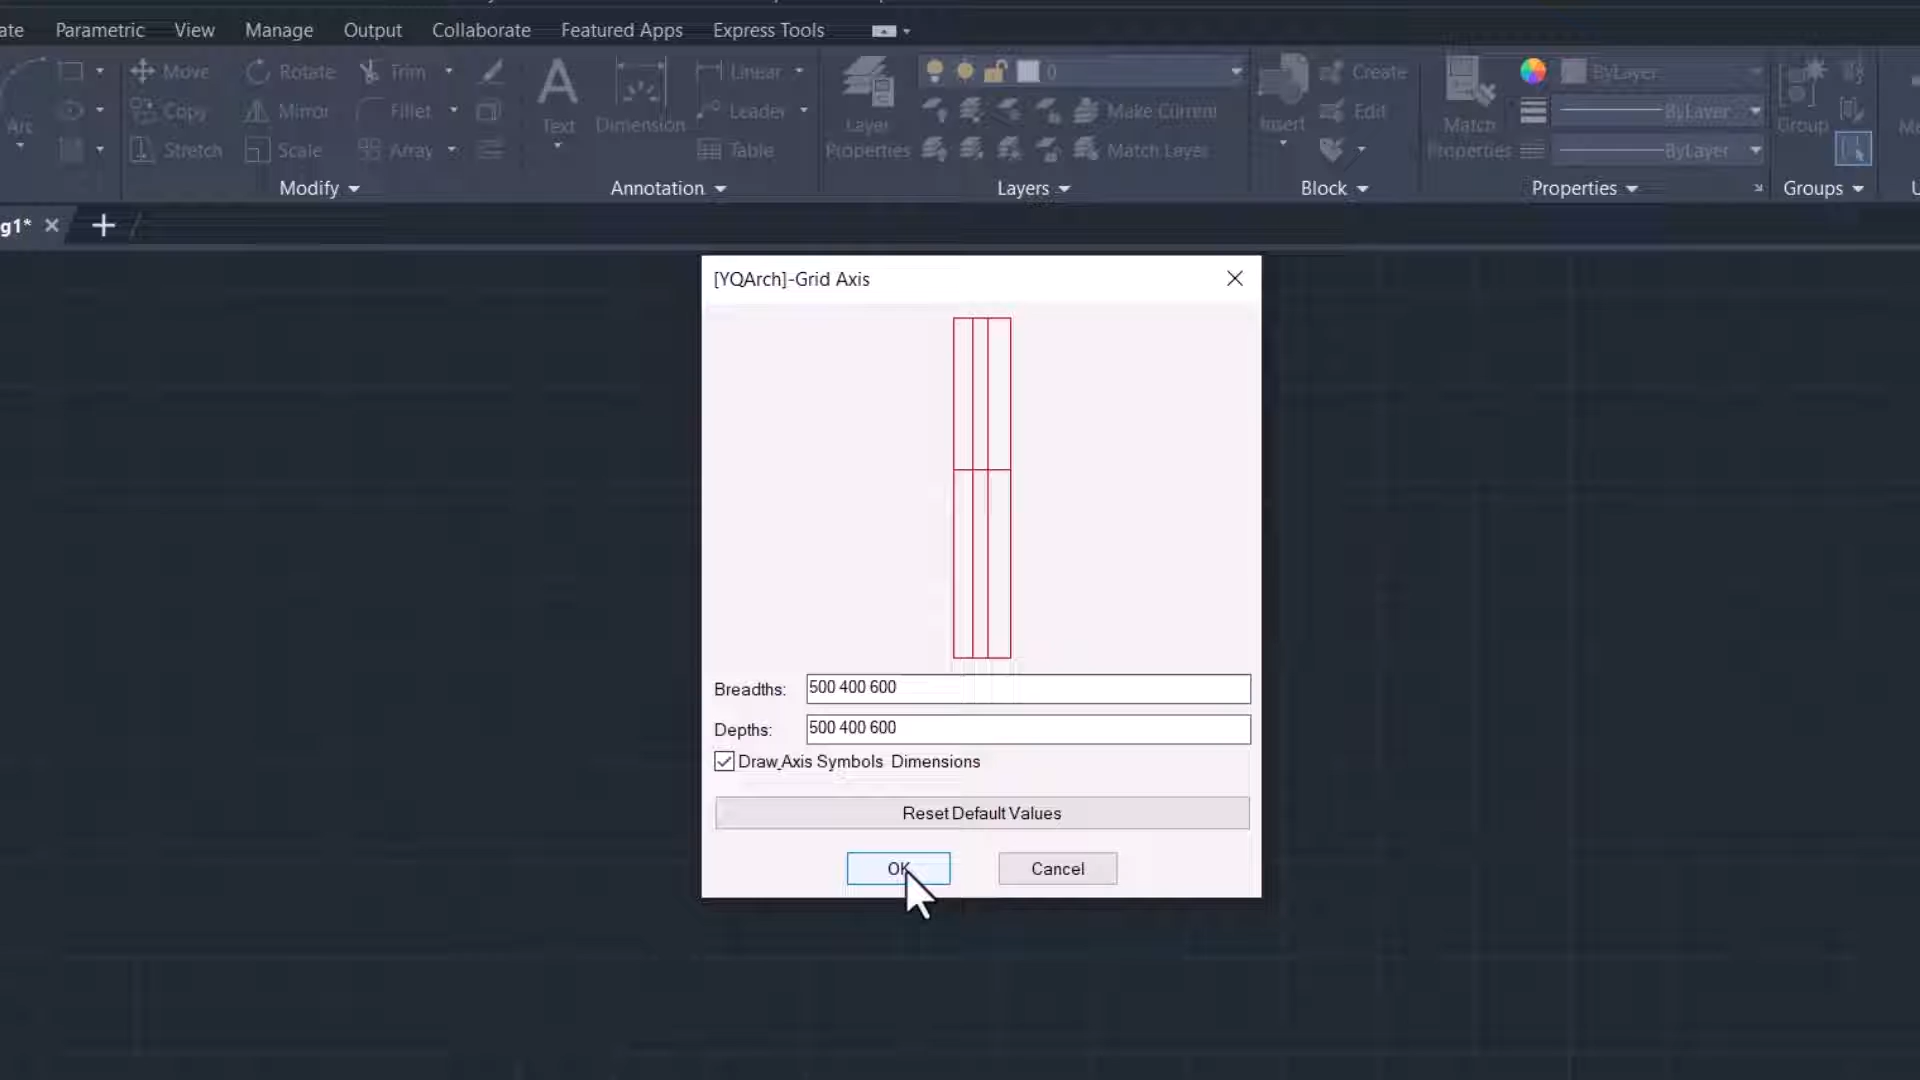 ate Parametric View Manage Output Collaborate Featured Apps Express Tools
Move Rotate Trim Linear 0 Create ByLayer
Copy Mirror Fillet Leader Make Current Edit ByLayer
Arc Text Dimension Layer Properties Insert Match Properties Group
Stretch Scale Array Table Match Layer ByLayer
Modify Annotation Layers Block Properties Groups
g1*
[YQArch]-Grid Axis
Breadths: 500 400 600
Depths: 500 400 600
Draw Axis Symbols Dimensions
Reset Default Values
OK Cancel